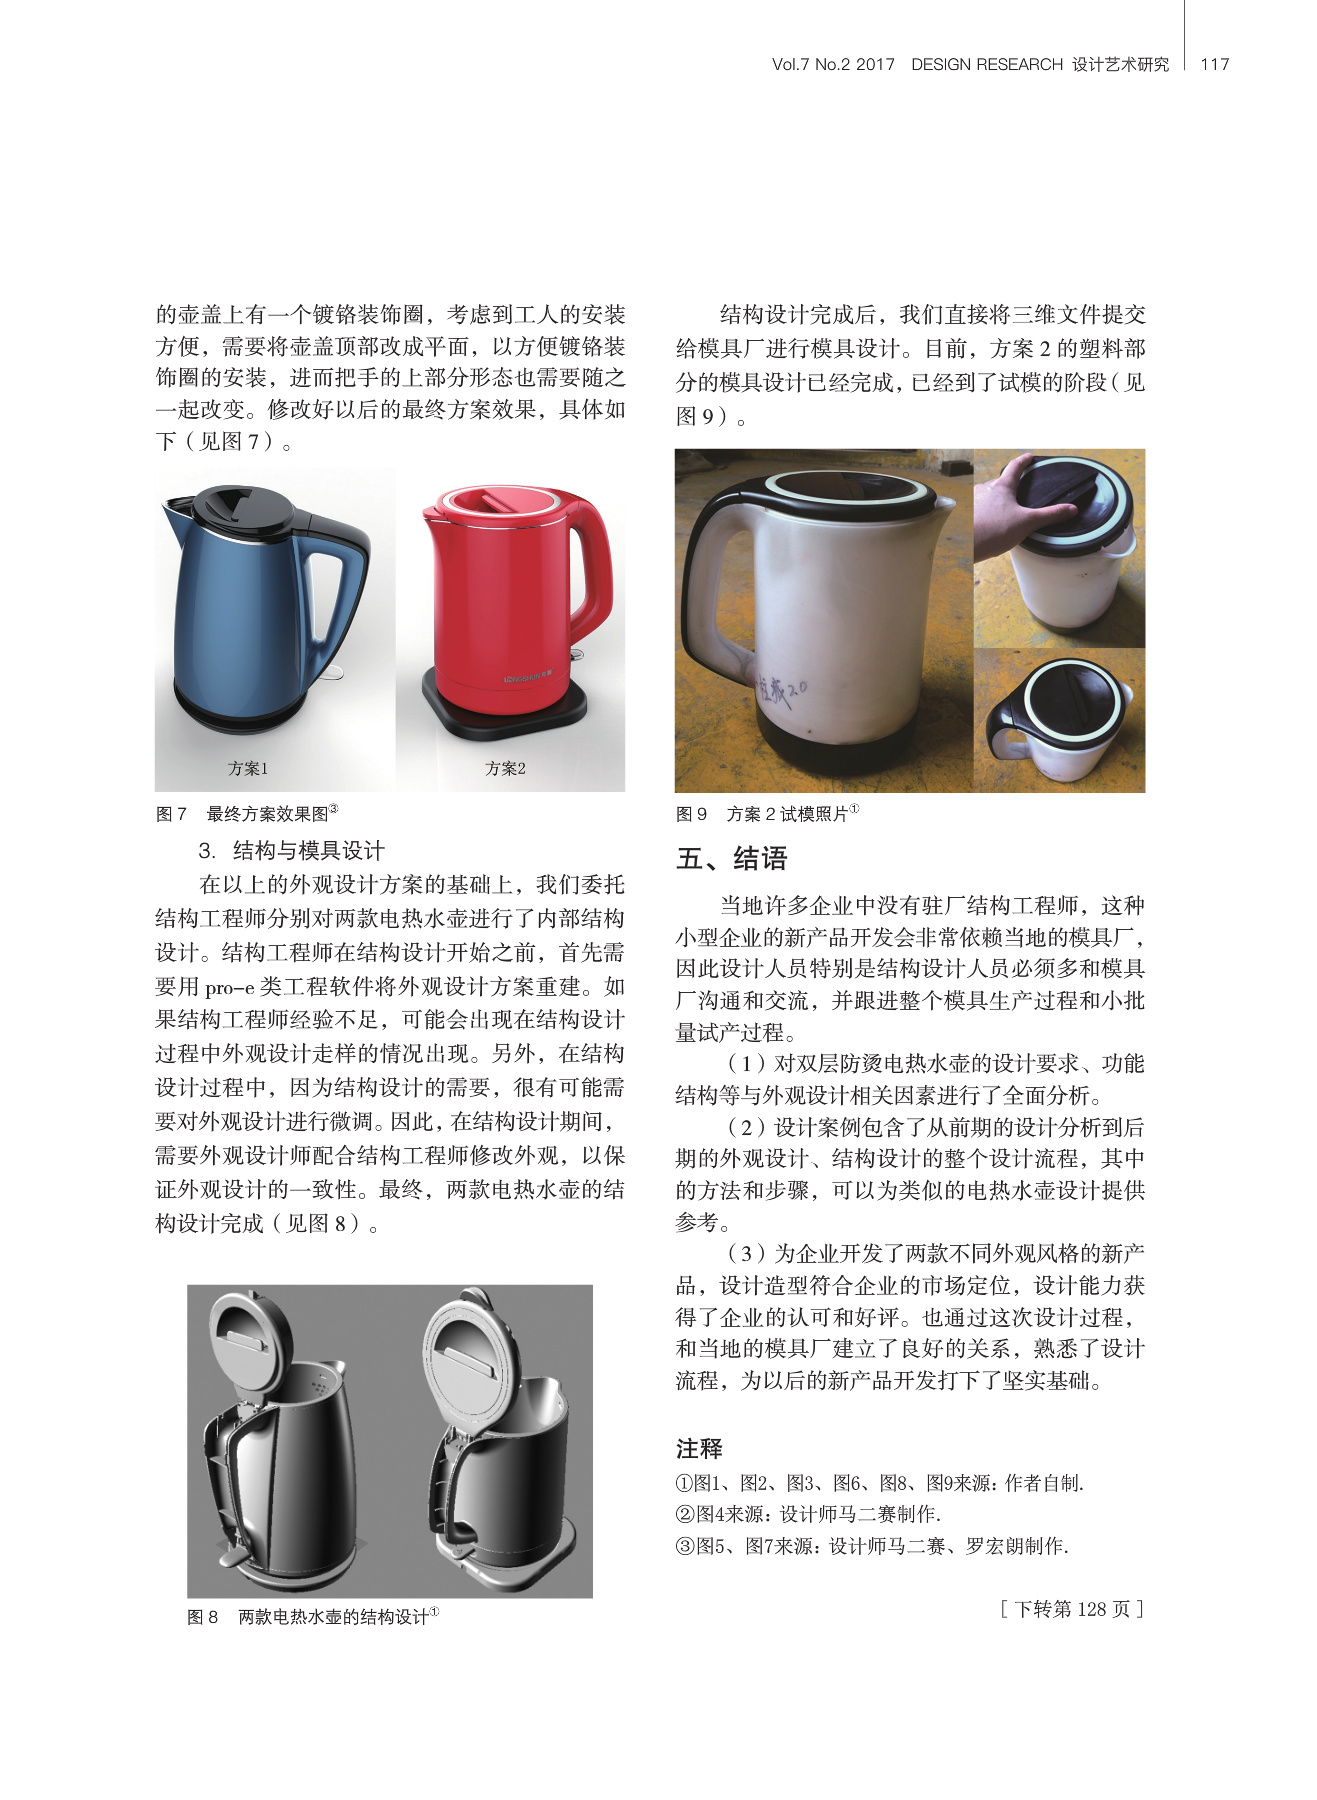 Vol.7 No.2 2017 DESIGN RESEARCH 设计艺术研究 117
的壶盖上有一个镀铬装饰圈，考虑到工人的安装
方便，需要将壶盖顶部改成平面，以方便镀铬装
饰圈的安装，进而把手的上部分形态也需要随之
一起改变。修改好以后的最终方案效果，具体如
下（见图 7）。
方案1
方案2
图 7 最终方案效果图③
3. 结构与模具设计
在以上的外观设计方案的基础上，我们委托
结构工程师分别对两款电热水壶进行了内部结构
设计。结构工程师在结构设计开始之前，首先需
要用 pro-e 类工程软件将外观设计方案重建。如
果结构工程师经验不足，可能会出现在结构设计
过程中外观设计走样的情况出现。另外，在结构
设计过程中，因为结构设计的需要，很有可能需
要对外观设计进行微调。因此，在结构设计期间，
需要外观设计师配合结构工程师修改外观，以保
证外观设计的一致性。最终，两款电热水壶的结
构设计完成（见图 8）。
图 8 两款电热水壶的结构设计①
结构设计完成后，我们直接将三维文件提交
给模具厂进行模具设计。目前，方案 2 的塑料部
分的模具设计已经完成，已经到了试模的阶段（见
图 9）。
2.0
图 9 方案 2 试模照片①
五、结语
当地许多企业中没有驻厂结构工程师，这种
小型企业的新产品开发会非常依赖当地的模具厂，
因此设计人员特别是结构设计人员必须多和模具
厂沟通和交流，并跟进整个模具生产过程和小批
量试产过程。
（1）对双层防烫电热水壶的设计要求、功能
结构等与外观设计相关因素进行了全面分析。
（2）设计案例包含了从前期的设计分析到后
期的外观设计、结构设计的整个设计流程，其中
的方法和步骤，可以为类似的电热水壶设计提供
参考。
（3）为企业开发了两款不同外观风格的新产
品，设计造型符合企业的市场定位，设计能力获
得了企业的认可和好评。也通过这次设计过程，
和当地的模具厂建立了良好的关系，熟悉了设计
流程，为以后的新产品开发打下了坚实基础。
注释
①图1、图2、图3、图6、图8、图9来源：作者自制.
②图4来源：设计师马二赛制作.
③图5、图7来源：设计师马二赛、罗宏朗制作.
［ 下转第 128 页 ］